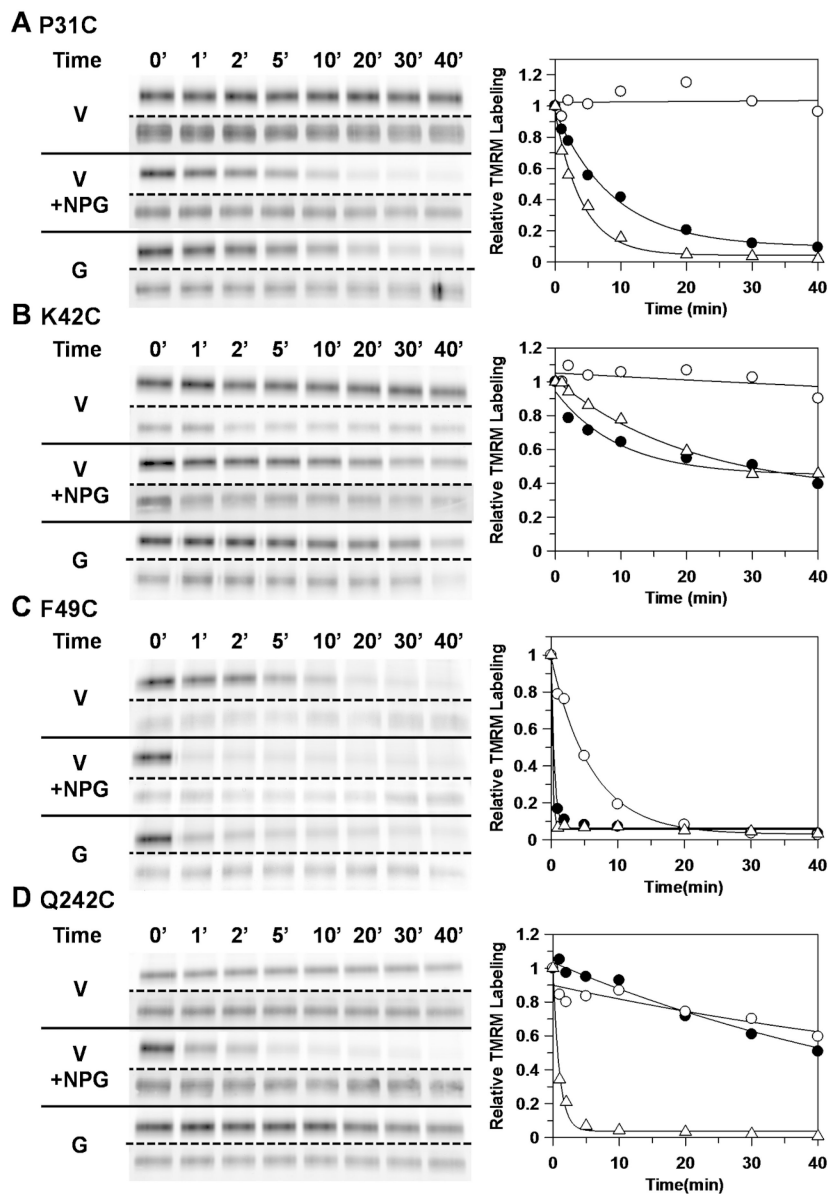 A P31C
Time 0’ 1’ 2’ 5’ 10’ 20’ 30’ 40’
V
V
+NPG
G
Relative TMRM Labeling
1.2
1
0.8
0.6
0.4
0.2
0
0 10 20 30 40
Time (min)
B K42C
Time 0’ 1’ 2’ 5’ 10’ 20’ 30’ 40’
V
V
+NPG
G
Relative TMRM Labeling
1.2
1
0.8
0.6
0.4
0.2
0
0 10 20 30 40
Time (min)
C F49C
Time 0’ 1’ 2’ 5’ 10’ 20’ 30’ 40’
V
V
+NPG
G
Relative TMRM Labeling
1
0.8
0.6
0.4
0.2
0
0 10 20 30 40
Time(min)
D Q242C
Time 0’ 1’ 2’ 5’ 10’ 20’ 30’ 40’
V
V
+NPG
G
Relative TMRM Labeling
1.2
1
0.8
0.6
0.4
0.2
0
0 10 20 30 40
Time(min)